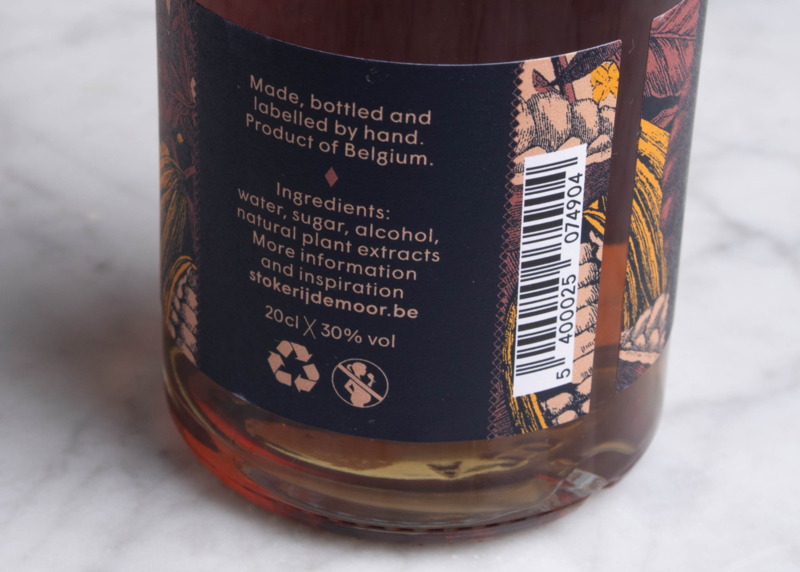 Made, bottled and
labelled by hand.
Product of Belgium.
Ingredients:
water, sugar, alcohol,
natural plant extracts
More information
and inspiration
stokerijdemoor.be
20cl X 30% vol
5 400025 074904